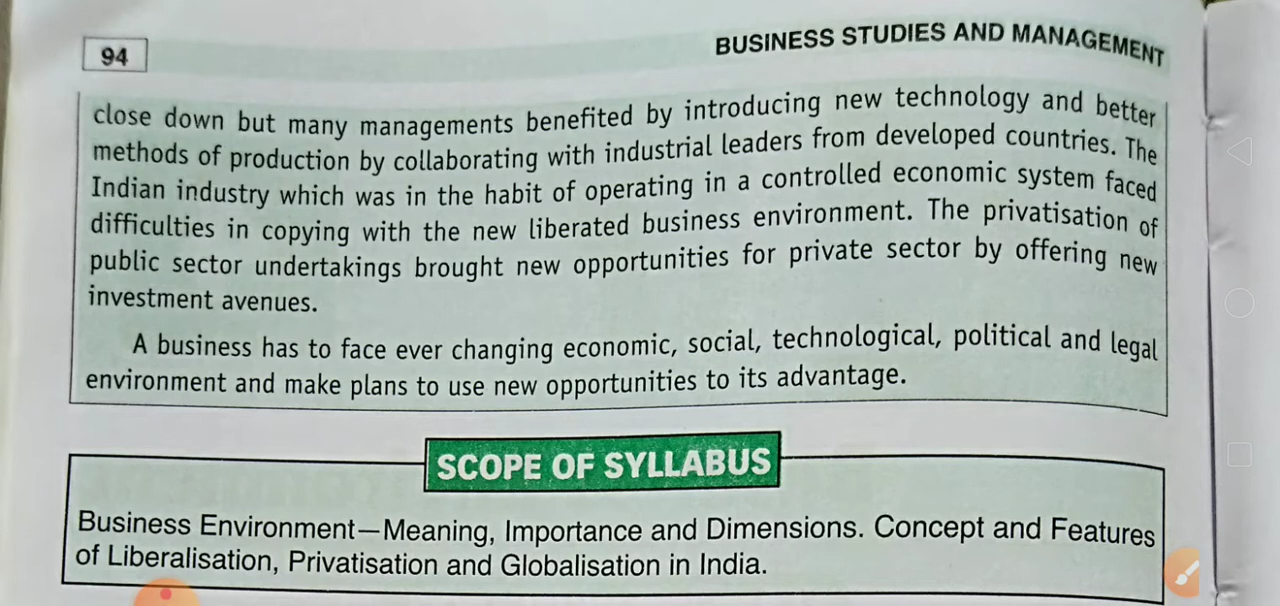 94
BUSINESS STUDIES AND MANAGEMENT
close down but many managements benefited by introducing new technology and better
methods of production by collaborating with industrial leaders from developed countries. The
Indian industry which was in the habit of operating in a controlled economic system faced
difficulties in copying with the new liberated business environment. The privatisation of
public sector undertakings brought new opportunities for private sector by offering new
investment avenues.
A business has to face ever changing economic, social, technological, political and legal
environment and make plans to use new opportunities to its advantage.
SCOPE OF SYLLABUS
Business Environment—Meaning, Importance and Dimensions. Concept and Features
of Liberalisation, Privatisation and Globalisation in India.